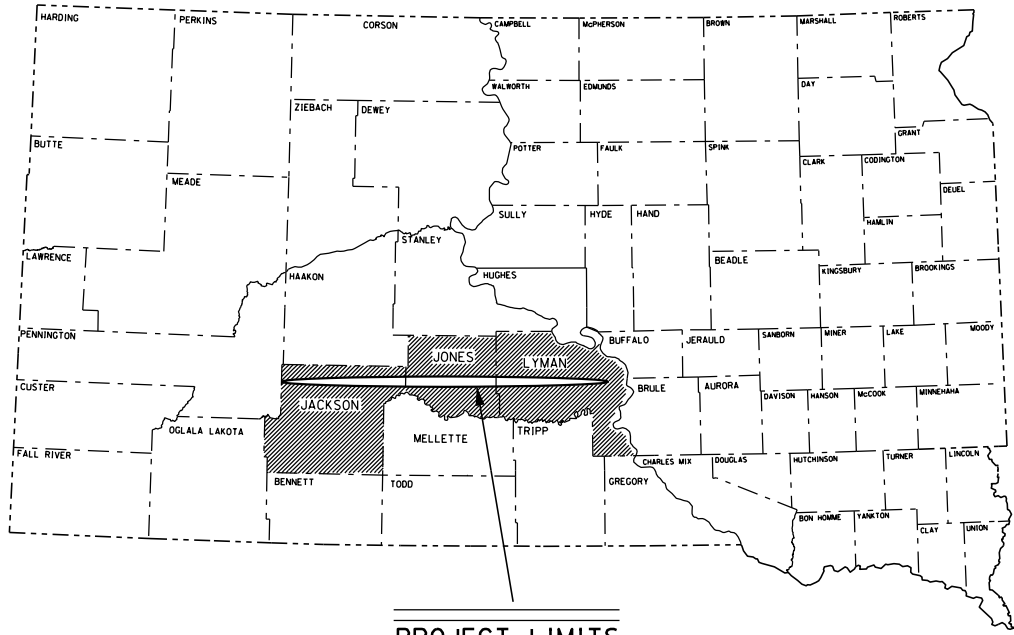 HARDING
PERKINS
CORSON
CAMPBELL
McPHERSON
BROWN
MARSHALL
ROBERTS
WALWORTH
EDMUNDS
DAY
ZIEBACH
DEWEY
GRANT
BUTTE
POTTER
FAULK
SPINK
CLARK
CODINGTON
MEADE
DEUEL
SULLY
HYDE
HAND
HAMLIN
STANLEY
LAWRENCE
BEADLE
HAAKON
HUGHES
KINGSBURY
BROOKINGS
PENNINGTON
BUFFALO
JERAULD
SANBORN
MINER
LAKE
MOODY
JONES
LYMAN
CUSTER
BRULE
AURORA
DAVISON
HANSON
McCOOK
MINNEHAHA
JACKSON
OGLALA LAKOTA
MELLETTE
TRIPP
FALL RIVER
CHARLES MIX
DOUGLAS
HUTCHINSON
TURNER
LINCOLN
BENNETT
TODD
GREGORY
BON HOMME
YANKTON
CLAY
UNION
PROJECT LIMITS